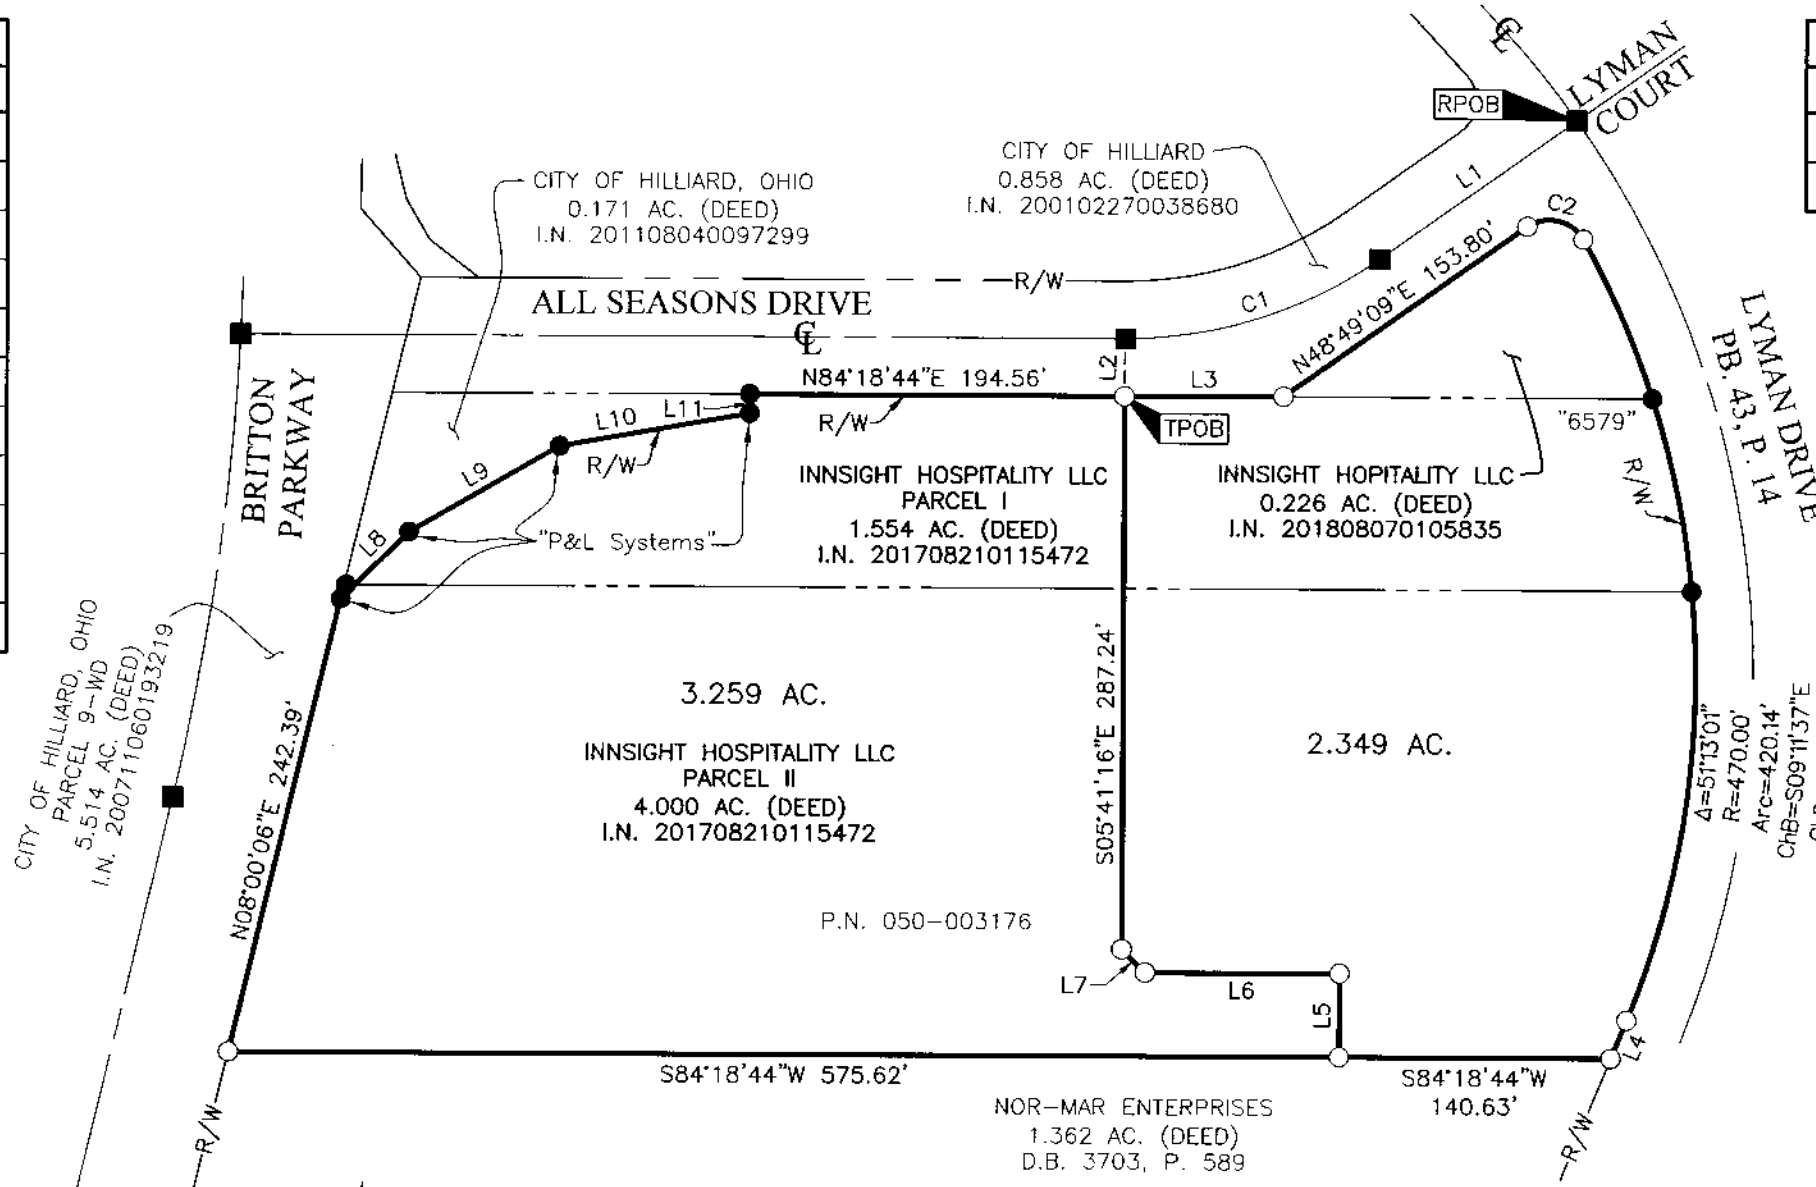 LYMAN
COURT
RPOB
CITY OF HILLIARD
0.858 AC. (DEED)
I.N. 200102270038680
CITY OF HILLIARD, OHIO
0.171 AC. (DEED)
I.N. 201108040097299
L1
C2
C1
R/W
ALL SEASONS DRIVE
CL
CL
N48°49'09"E 153.80'
LYMAN DRIVE
PB. 43, P. 14
BRITTON
PARKWAY
N84°18'44"E 194.56'
L2
L3
L11
L10
R/W
R/W
TPOB
"6579"
R/W
L9
L8
"P&L Systems"
INNSIGHT HOSPITALITY LLC
PARCEL I
1.554 AC. (DEED)
I.N. 201708210115472
INNSIGHT HOPITALITY LLC
0.226 AC. (DEED)
I.N. 201808070105835
CITY OF HILLIARD, OHIO
PARCEL 9-WD
5.514 AC. (DEED)
I.N. 200711060193219
N08°00'06"E 242.39'
3.259 AC.
INNSIGHT HOSPITALITY LLC
PARCEL II
4.000 AC. (DEED)
I.N. 201708210115472
S05°41'16"E 287.24'
2.349 AC.
Δ=51°13'01"
R=470.00'
Arc=420.14'
ChB=S09°11'37"E
P.N. 050-003176
L7
L6
L5
L4
S84°18'44"W 575.62'
S84°18'44"W
140.63'
R/W
R/W
NOR-MAR ENTERPRISES
1.362 AC. (DEED)
D.B. 3703, P. 589